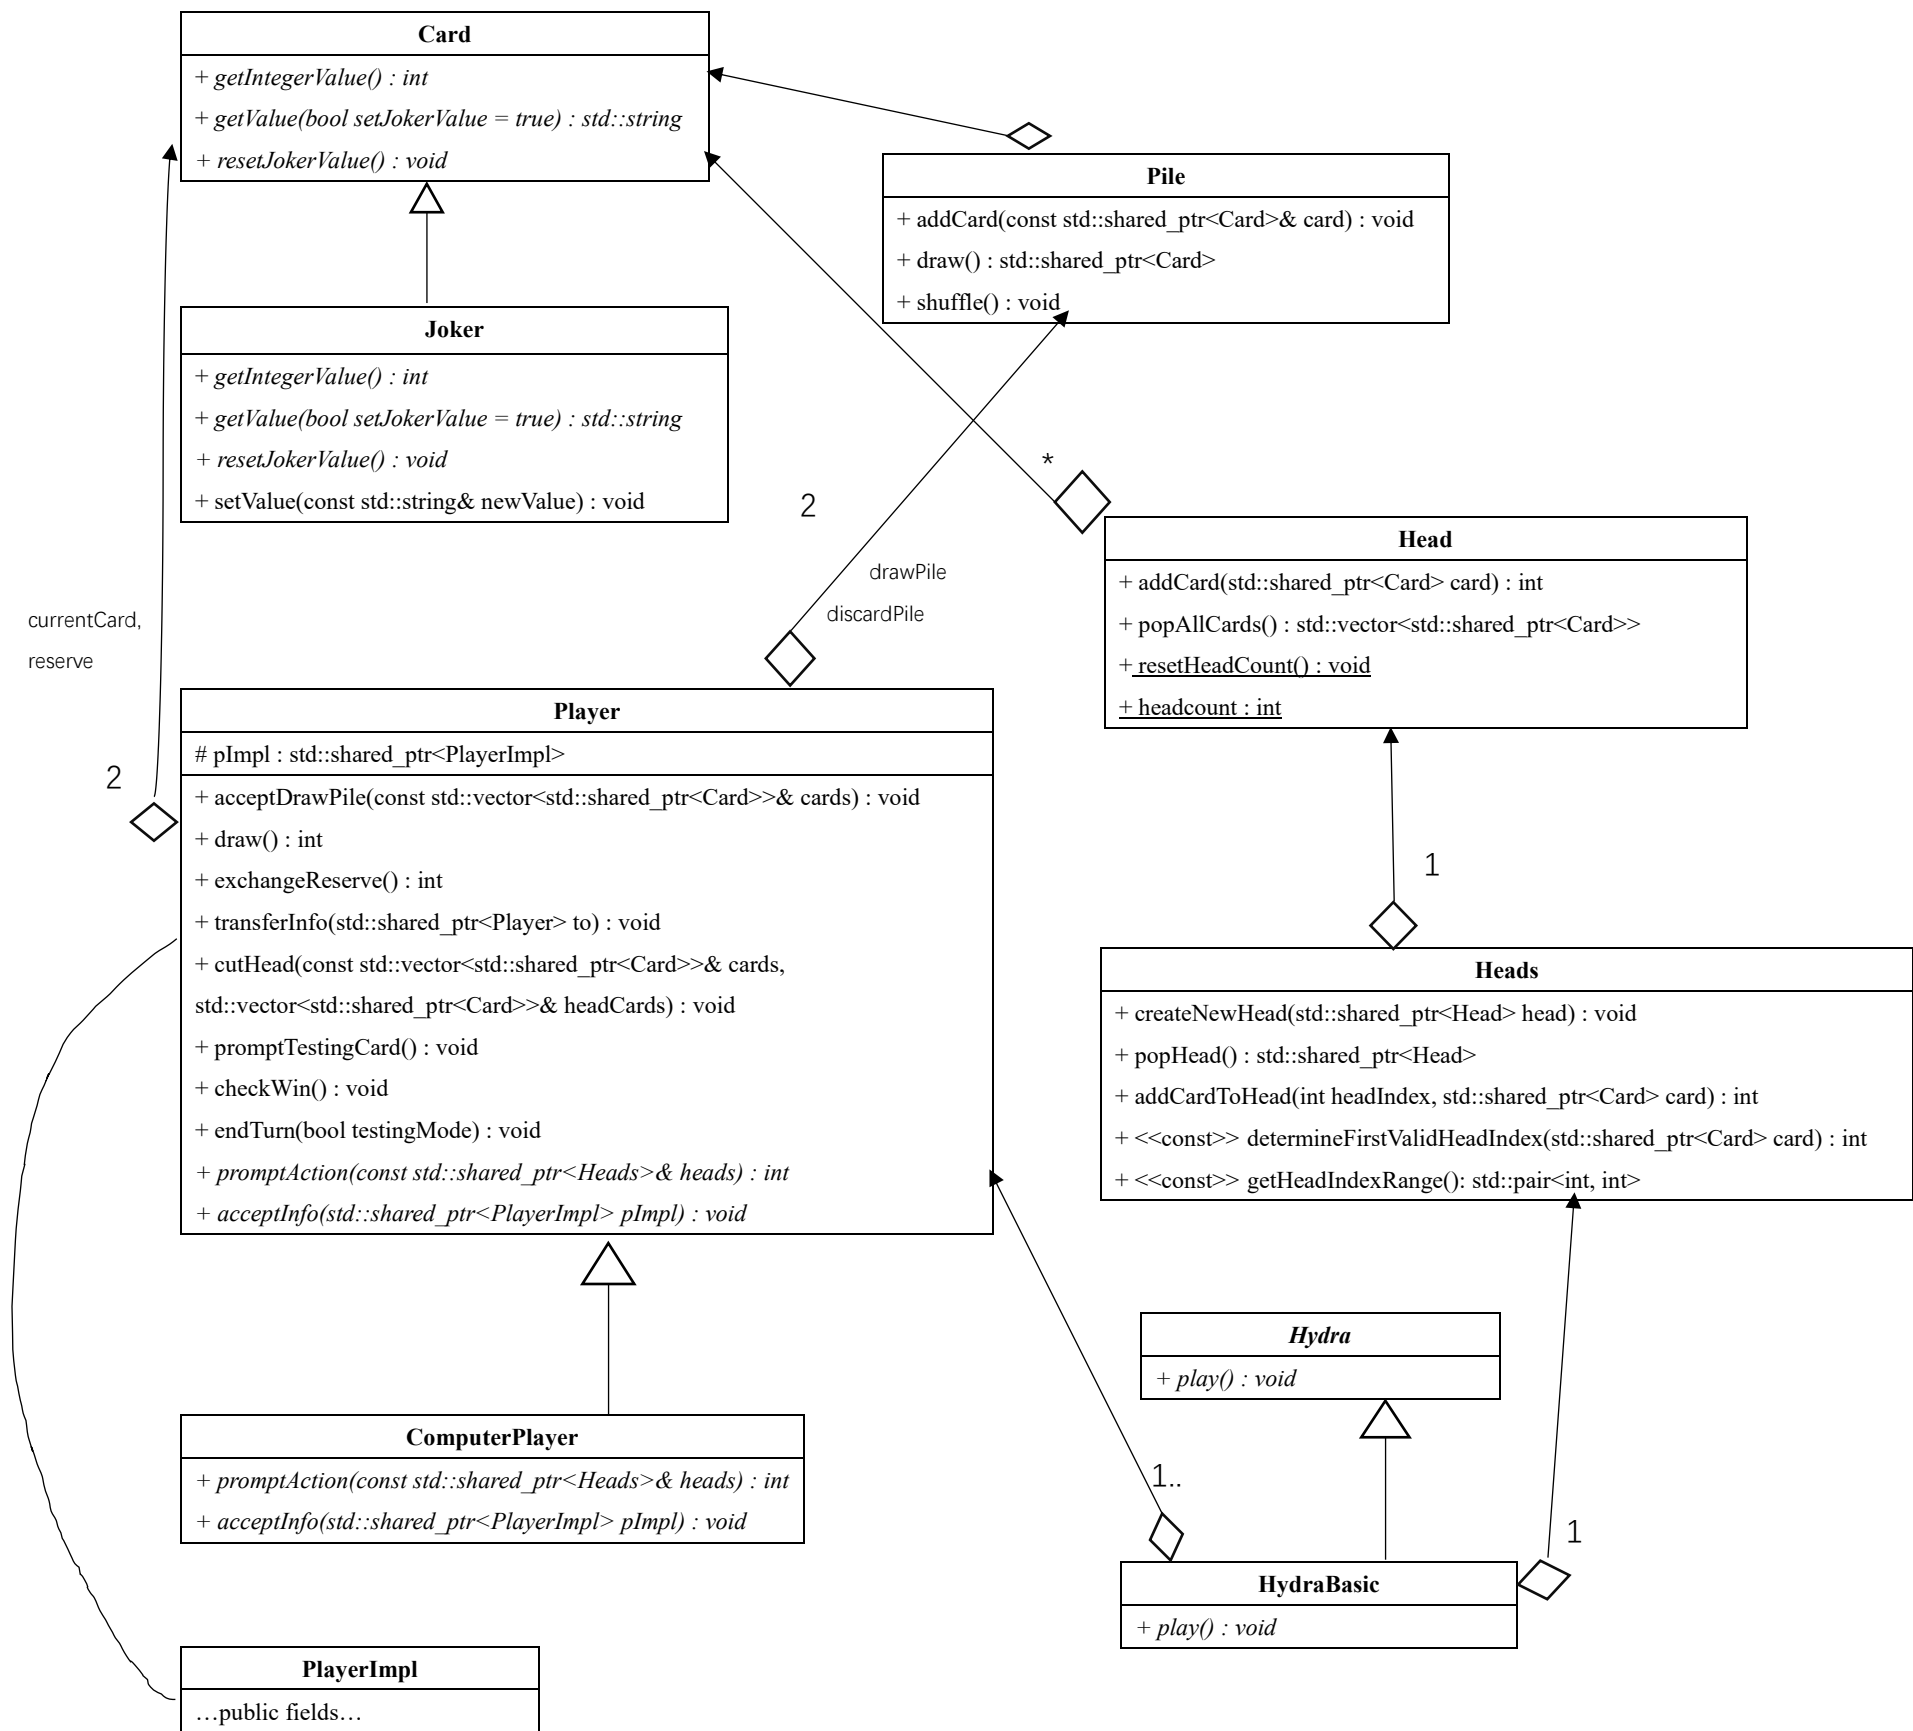 Card
+ getIntegerValue() : int
+ getValue(bool setJokerValue = true) : std::string
+ resetJokerValue() : void
Pile
+ addCard(const std::shared_ptr<Card>& card) : void
+ draw() : std::shared_ptr<Card>
+ shuffle() : void
Joker
+ getIntegerValue() : int
+ getValue(bool setJokerValue = true) : std::string
+ resetJokerValue() : void
+ setValue(const std::string& newValue) : void
*
2
drawPile
discardPile
Head
+ addCard(std::shared_ptr<Card> card) : int
+ popAllCards() : std::vector<std::shared_ptr<Card>>
+ resetHeadCount() : void
+ headcount : int
currentCard,
reserve
2
Player
# pImpl : std::shared_ptr<PlayerImpl>
+ acceptDrawPile(const std::vector<std::shared_ptr<Card>>& cards) : void
+ draw() : int
+ exchangeReserve() : int
+ transferInfo(std::shared_ptr<Player> to) : void
+ cutHead(const std::vector<std::shared_ptr<Card>>& cards,
std::vector<std::shared_ptr<Card>>& headCards) : void
+ promptTestingCard() : void
+ checkWin() : void
+ endTurn(bool testingMode) : void
+ promptAction(const std::shared_ptr<Heads>& heads) : int
+ acceptInfo(std::shared_ptr<PlayerImpl> pImpl) : void
1
Heads
+ createNewHead(std::shared_ptr<Head> head) : void
+ popHead() : std::shared_ptr<Head>
+ addCardToHead(int headIndex, std::shared_ptr<Card> card) : int
+ <<const>> determineFirstValidHeadIndex(std::shared_ptr<Card> card) : int
+ <<const>> getHeadIndexRange(): std::pair<int, int>
Hydra
+ play() : void
ComputerPlayer
+ promptAction(const std::shared_ptr<Heads>& heads) : int
+ acceptInfo(std::shared_ptr<PlayerImpl> pImpl) : void
1..
1
HydraBasic
+ play() : void
PlayerImpl
…public fields…